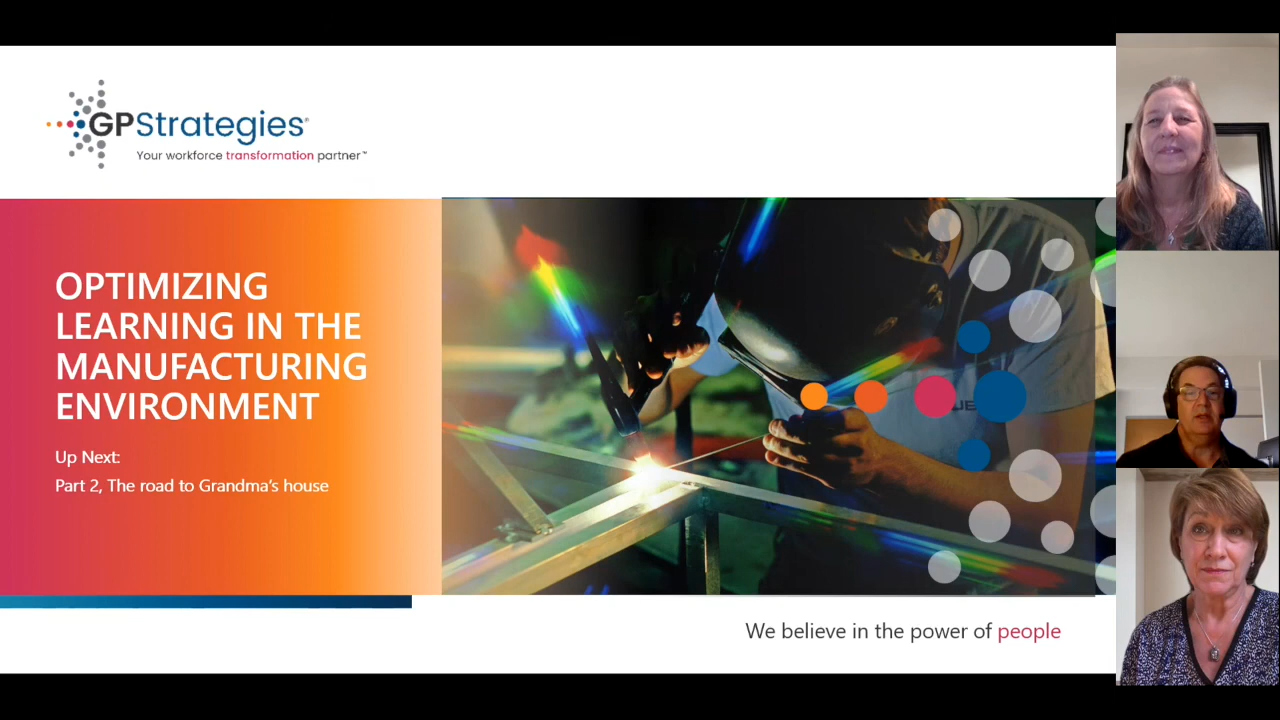 GPStrategies®
Your workforce transformation partner™
OPTIMIZING
LEARNING IN THE
MANUFACTURING
ENVIRONMENT
Up Next:
Part 2, The road to Grandma's house
We believe in the power of people